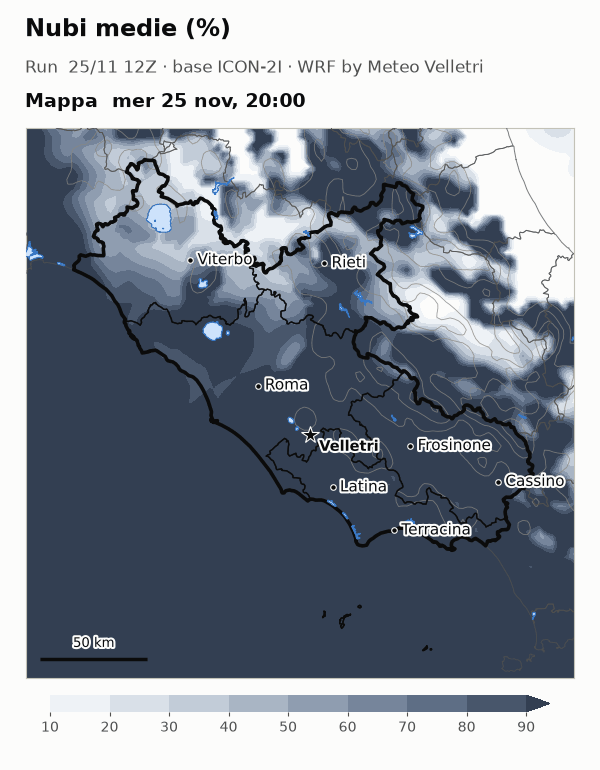 Nubi medie (%)
Run  25/11 12Z · base ICON-2I · WRF by Meteo Velletri
Mappa  mer 25 nov, 20:00
Viterbo
Rieti
Roma
Velletri
Frosinone
Cassino
Latina
Terracina
50 km
10 20 30 40 50 60 70 80 90